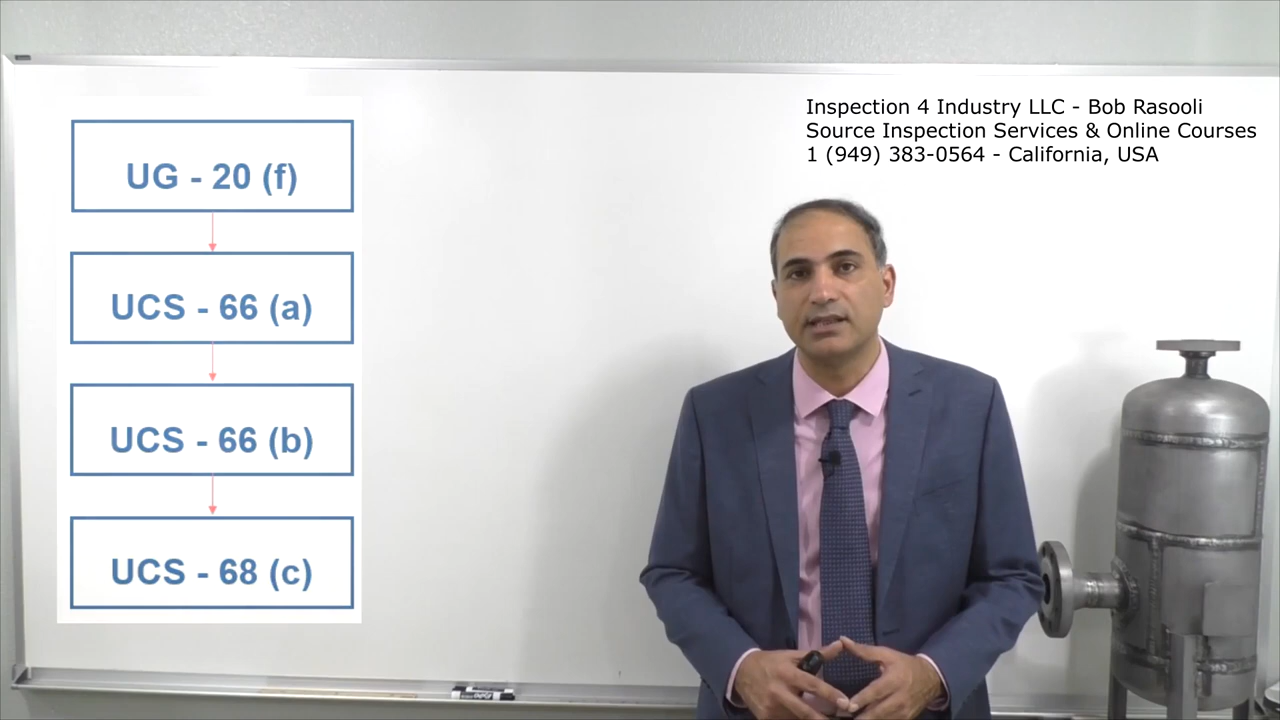 UG - 20 (f)
UCS - 66 (a)
UCS - 66 (b)
UCS - 68 (c)
Inspection 4 Industry LLC - Bob Rasooli
Source Inspection Services & Online Courses
1 (949) 383-0564 - California, USA